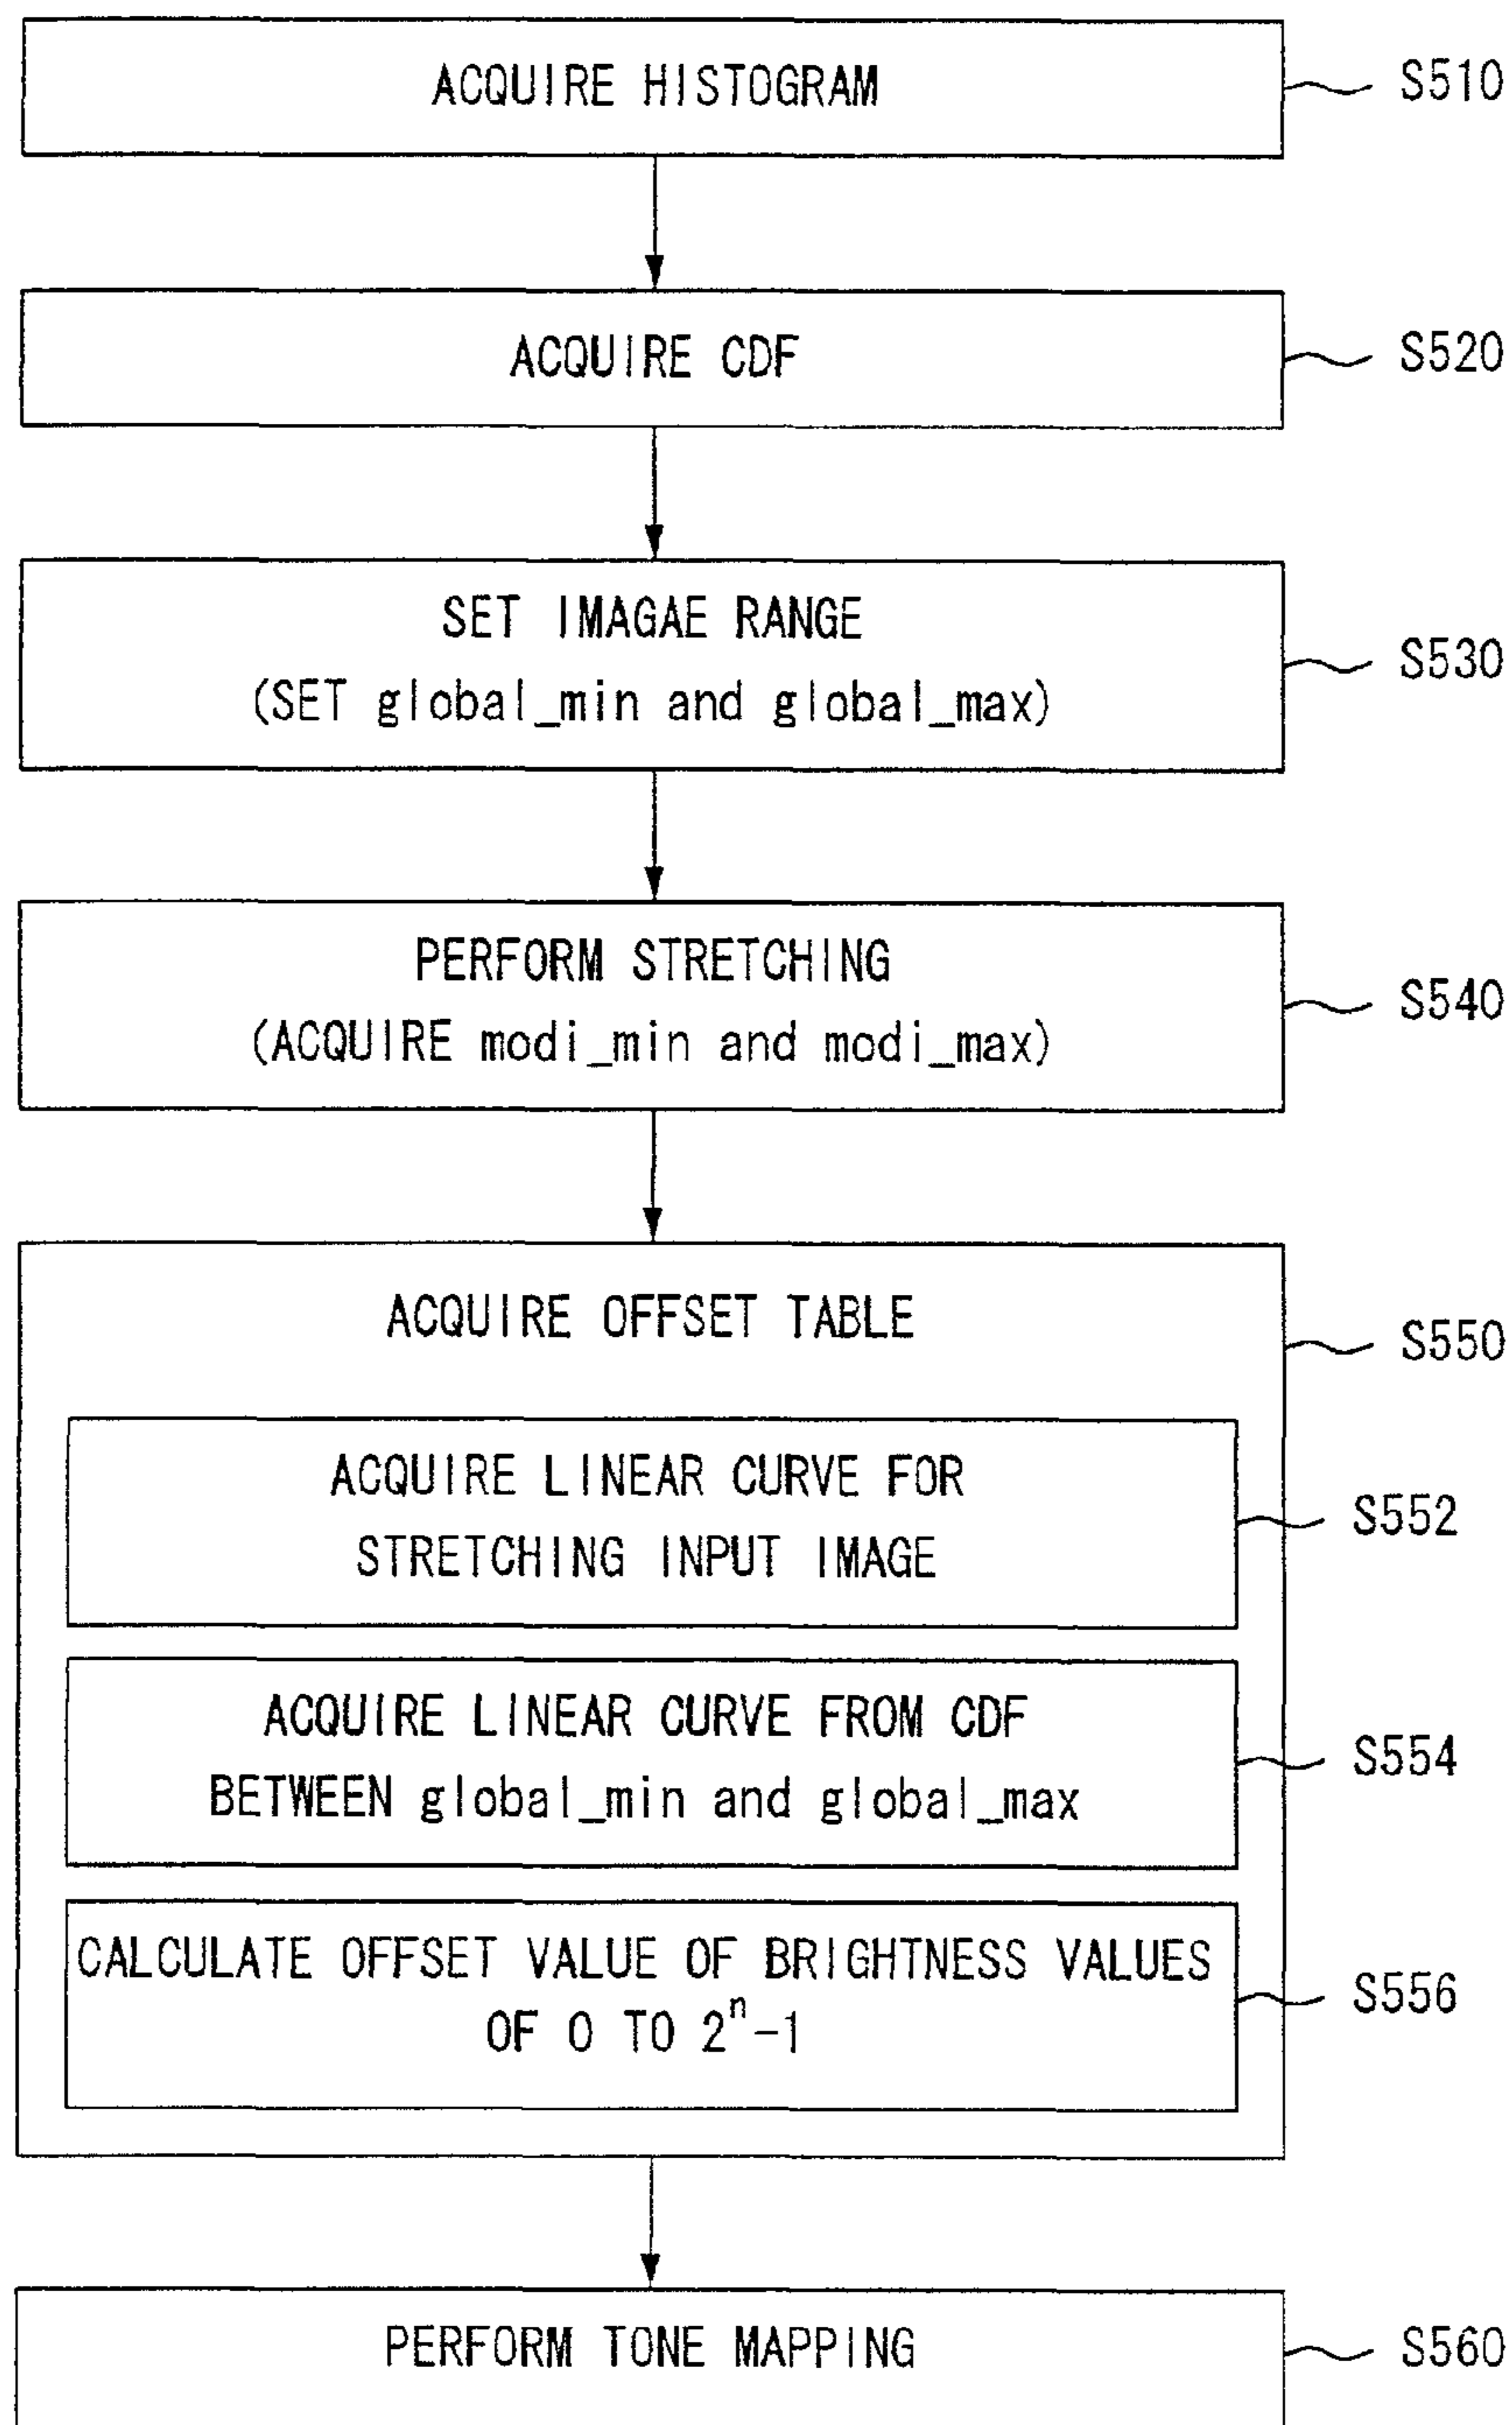 ACQUIRE HISTOGRAM
S510
ACQUIRE CDF
S520
SET IMAGAE RANGE
(SET global_min and global_max)
S530
PERFORM STRETCHING
(ACQUIRE modi_min and modi_max)
S540
ACQUIRE OFFSET TABLE
S550
ACQUIRE LINEAR CURVE FOR
STRETCHING INPUT IMAGE
S552
ACQUIRE LINEAR CURVE FROM CDF
BETWEEN global_min and global_max
S554
CALCULATE OFFSET VALUE OF BRIGHTNESS VALUES
OF 0 TO 2ⁿ-1
S556
PERFORM TONE MAPPING
S560